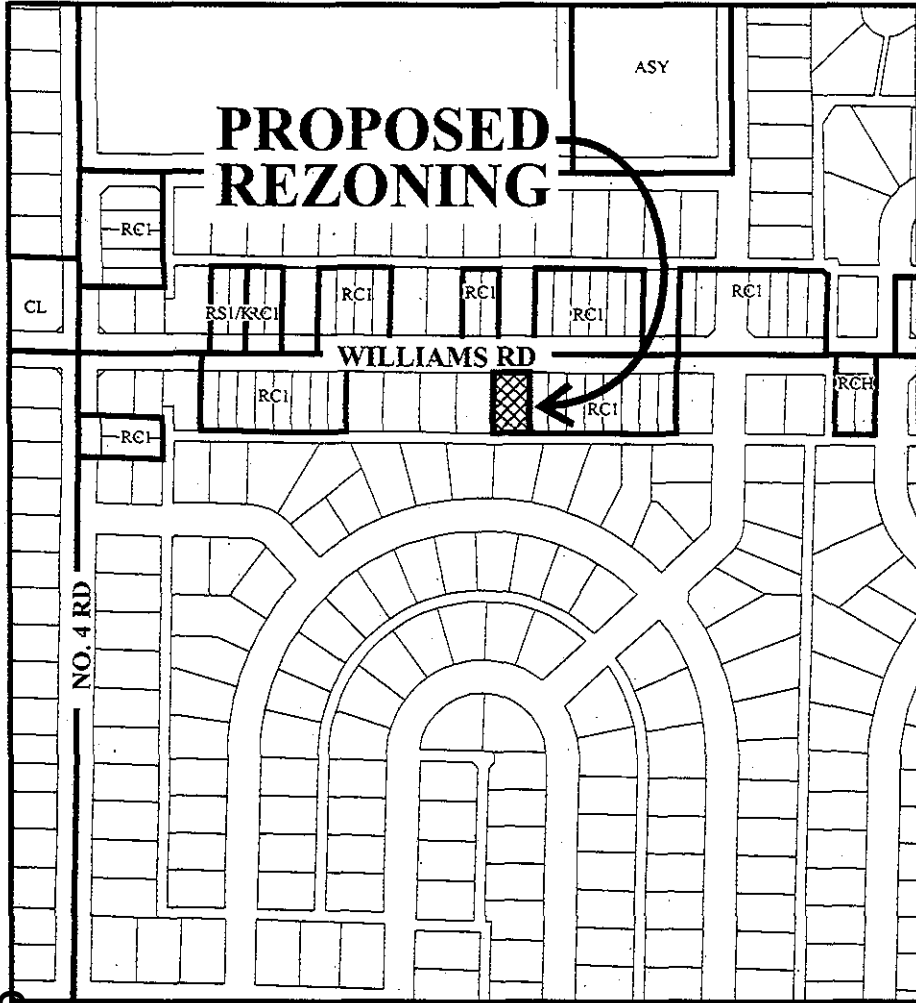 ASY
PROPOSED
REZONING
RC1
CL
RS1/K
RC1
RC1
RC1
RC1
RC1
WILLIAMS RD
RC1
RC1
RCH
RC1
NO. 4 RD